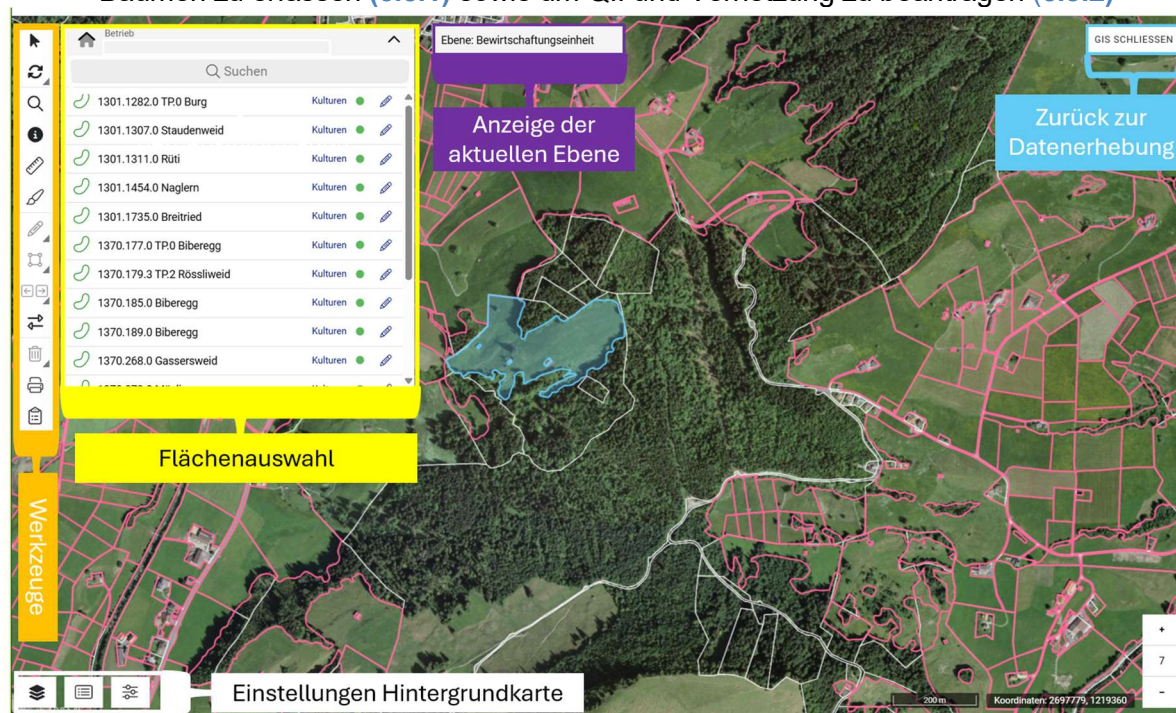 Bäumen zu erfassen (6.5.1) sowie um QII und Vernetzung zu beantragen (6.5.2)
Betrieb
Suchen
1301.1282.0 TP.0 Burg Kulturen
1301.1307.0 Staudenweid Kulturen
1301.1311.0 Rüti Kulturen
1301.1454.0 Naglern Kulturen
1301.1735.0 Breitried Kulturen
1370.177.0 TP.0 Biberegg Kulturen
1370.179.3 TP.2 Rössliweid Kulturen
1370.185.0 Biberegg Kulturen
1370.189.0 Biberegg Kulturen
1370.268.0 Gassersweid Kulturen
Ebene: Bewirtschaftungseinheit
Anzeige der
aktuellen Ebene
GIS SCHLIESSEN
Zurück zur
Datenerhebung
Flächenauswahl
Werkzeuge
Einstellungen Hintergrundkarte
+
7
-
200 m
Koordinaten: 2697779, 1219360